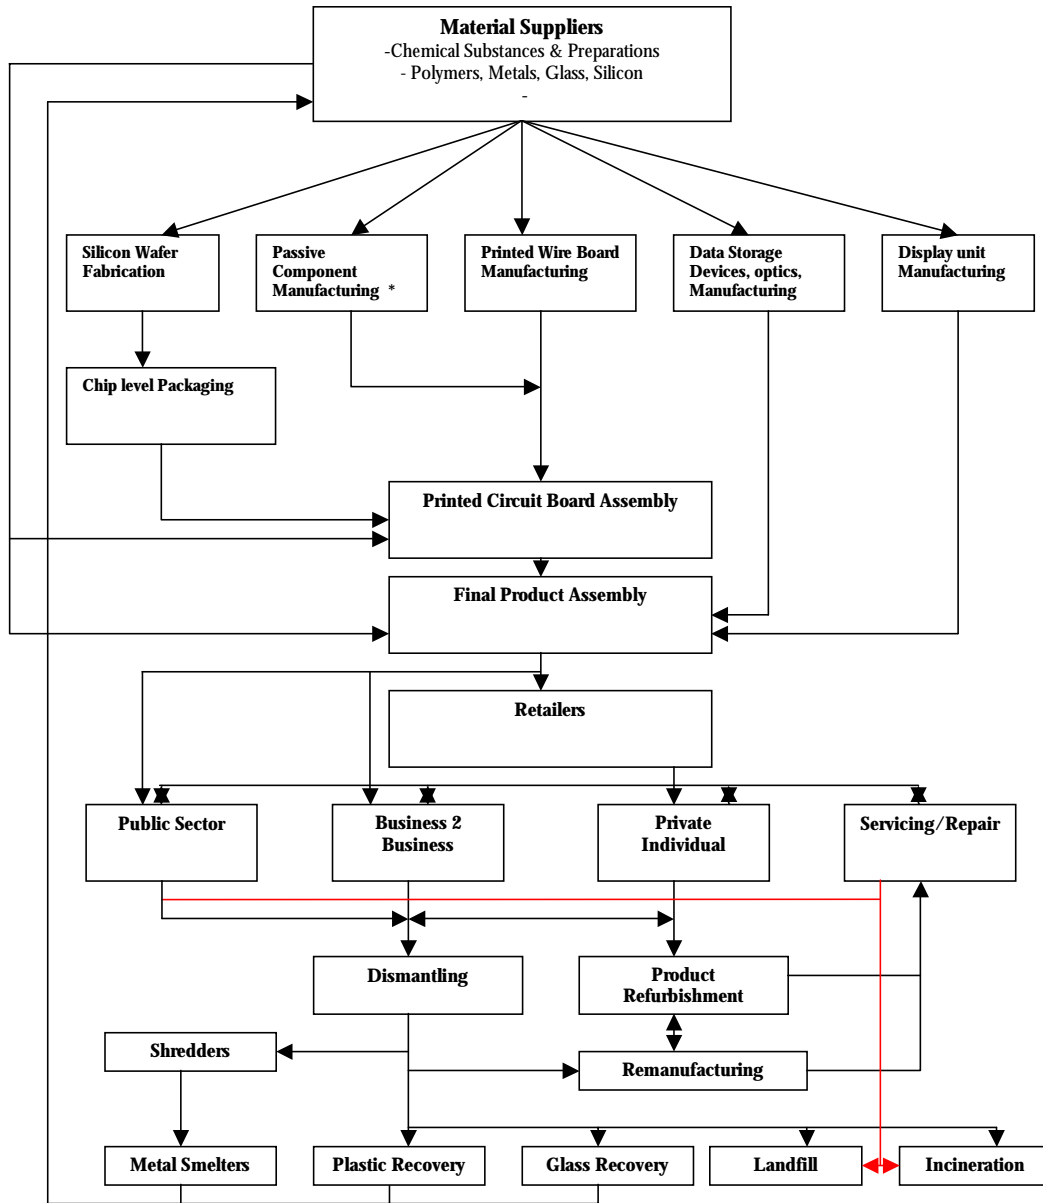 Material Suppliers
-Chemical Substances & Preparations
- Polymers, Metals, Glass, Silicon
-
Silicon Wafer
Fabrication
Passive
Component
Manufacturing *
Printed Wire Board
Manufacturing
Data Storage
Devices, optics,
Manufacturing
Display unit
Manufacturing
Chip level Packaging
Printed Circuit Board Assembly
Final Product Assembly
Retailers
Public Sector
Business 2
Business
Private
Individual
Servicing/Repair
Dismantling
Product
Refurbishment
Shredders
Remanufacturing
Metal Smelters
Plastic Recovery
Glass Recovery
Landfill
Incineration